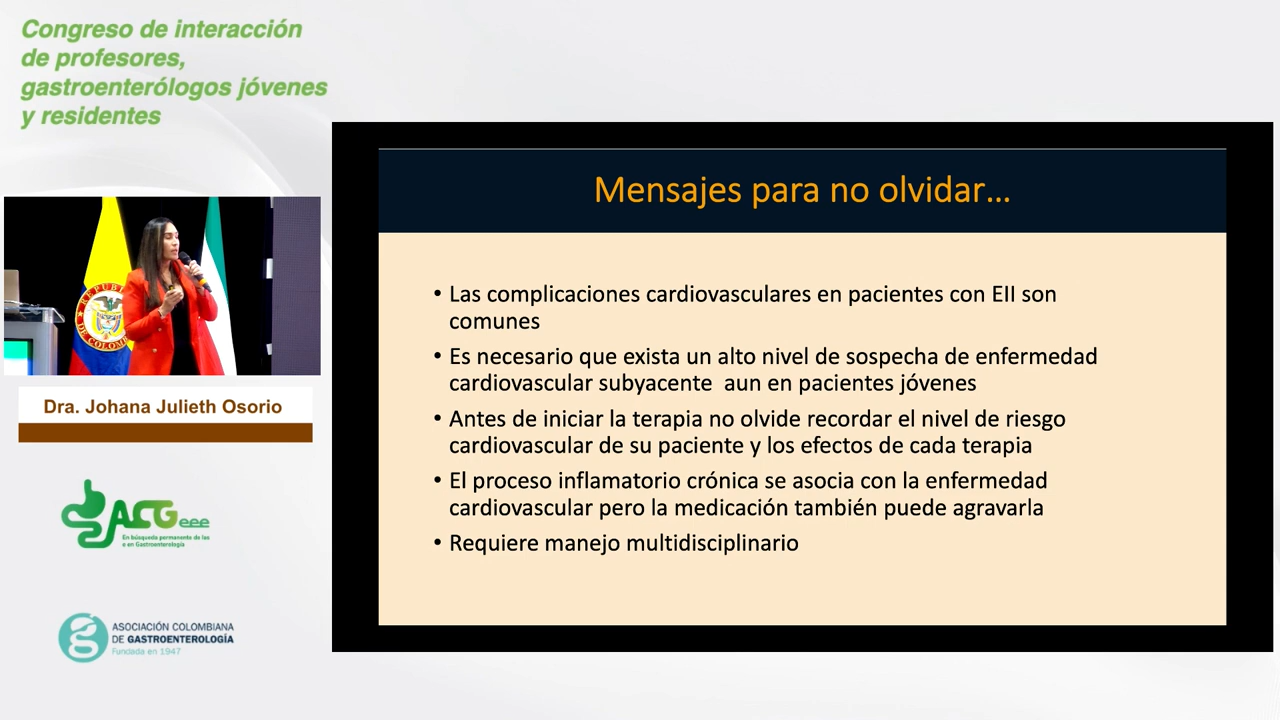 Congreso de interacción
de profesores,
gastroenterólogos jóvenes
y residentes
Dra. Johana Julieth Osorio
ACGeee
En búsqueda permanente de las
e en Gastroenterología
ASOCIACIÓN COLOMBIANA
DE GASTROENTEROLOGÍA
Fundada en 1947
Mensajes para no olvidar...
• Las complicaciones cardiovasculares en pacientes con EII son
comunes
• Es necesario que exista un alto nivel de sospecha de enfermedad
cardiovascular subyacente aun en pacientes jóvenes
• Antes de iniciar la terapia no olvide recordar el nivel de riesgo
cardiovascular de su paciente y los efectos de cada terapia
• El proceso inflamatorio crónica se asocia con la enfermedad
cardiovascular pero la medicación también puede agravarla
• Requiere manejo multidisciplinario